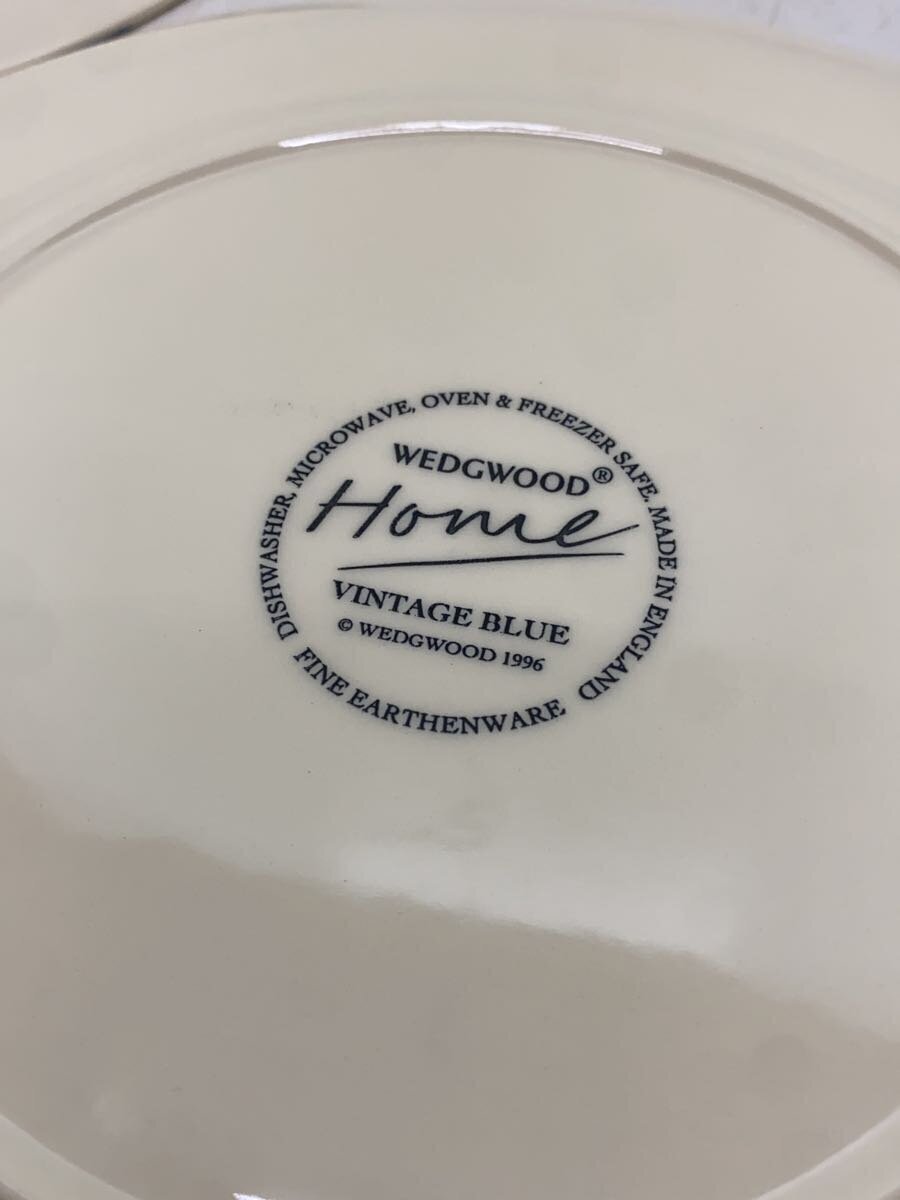 DISHWASHER, MICROWAVE, OVEN & FREEZER SAFE. MADE IN ENGLAND
WEDGWOOD®
Home
VINTAGE BLUE
© WEDGWOOD 1996
FINE EARTHENWARE